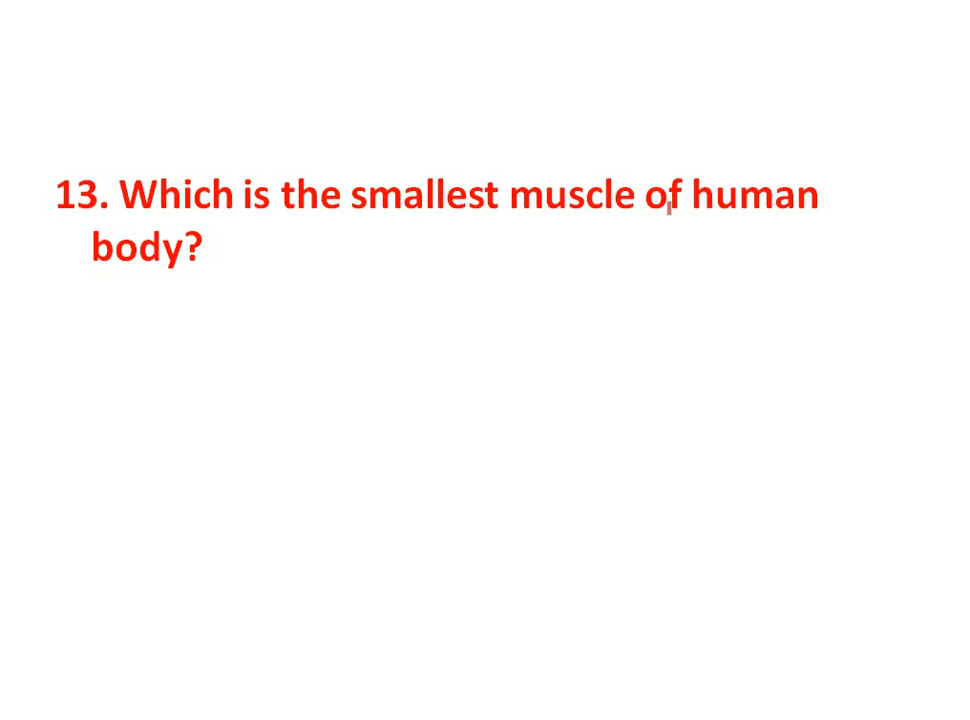 13. Which is the smallest muscle of human
body?